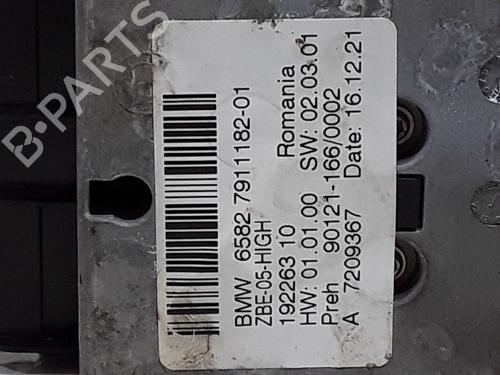 BMW 6582 7911182-01
ZBE-05-HIGH
192263 10 Romania
HW: 01.01.00 SW: 02.03.01
Preh 90121-166/0002
A 7209367 Date: 16.12.21
B-PARTS